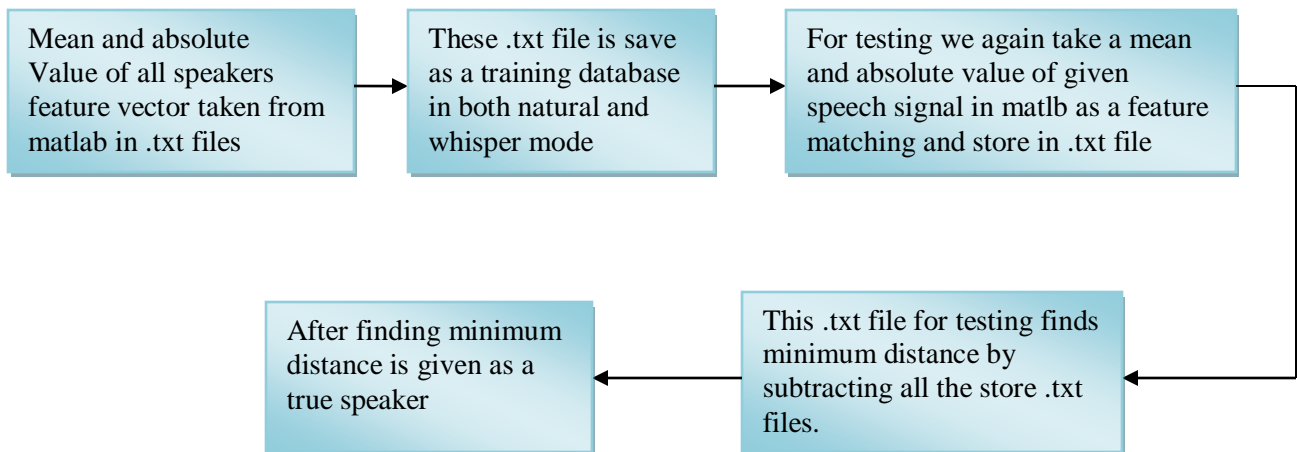 Mean and absolute
Value of all speakers
feature vector taken from
matlab in .txt files
These .txt file is save
as a training database
in both natural and
whisper mode
For testing we again take a mean
and absolute value of given
speech signal in matlb as a feature
matching and store in .txt file
This .txt file for testing finds
minimum distance by
subtracting all the store .txt
files.
After finding minimum
distance is given as a
true speaker